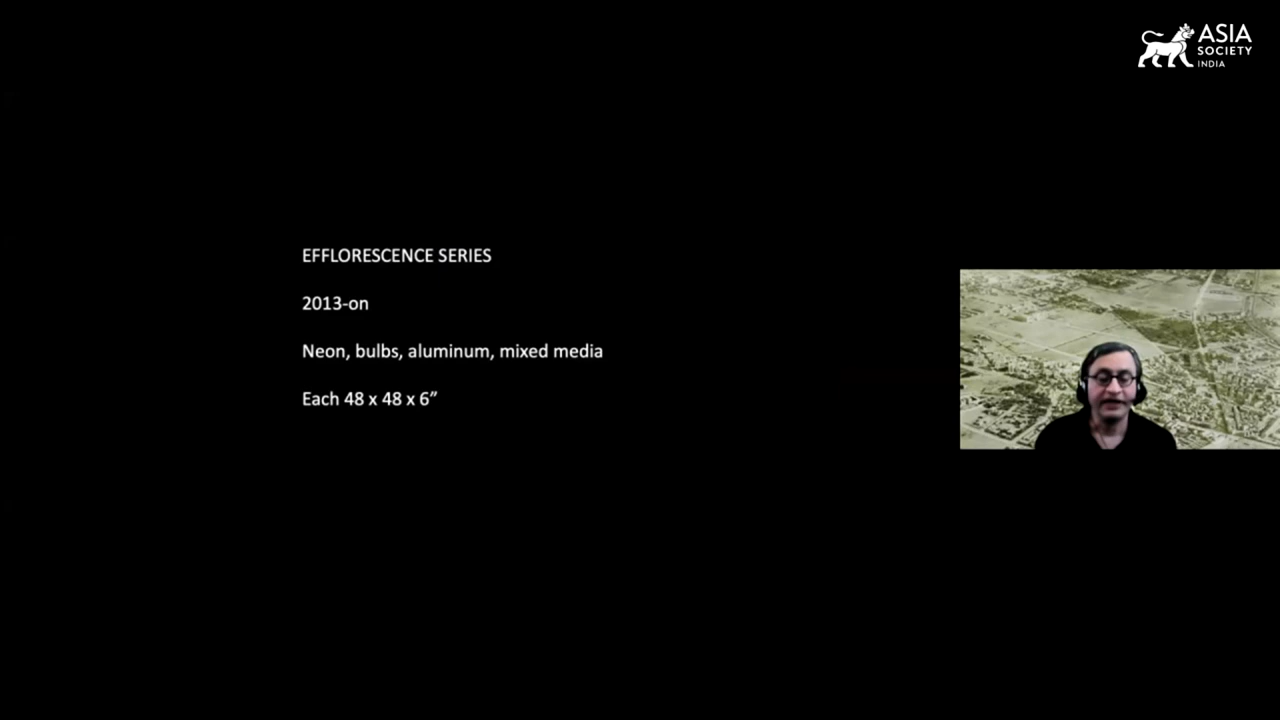 ASIA
SOCIETY
INDIA
EFFLORESCENCE SERIES
2013-on
Neon, bulbs, aluminum, mixed media
Each 48 x 48 x 6”